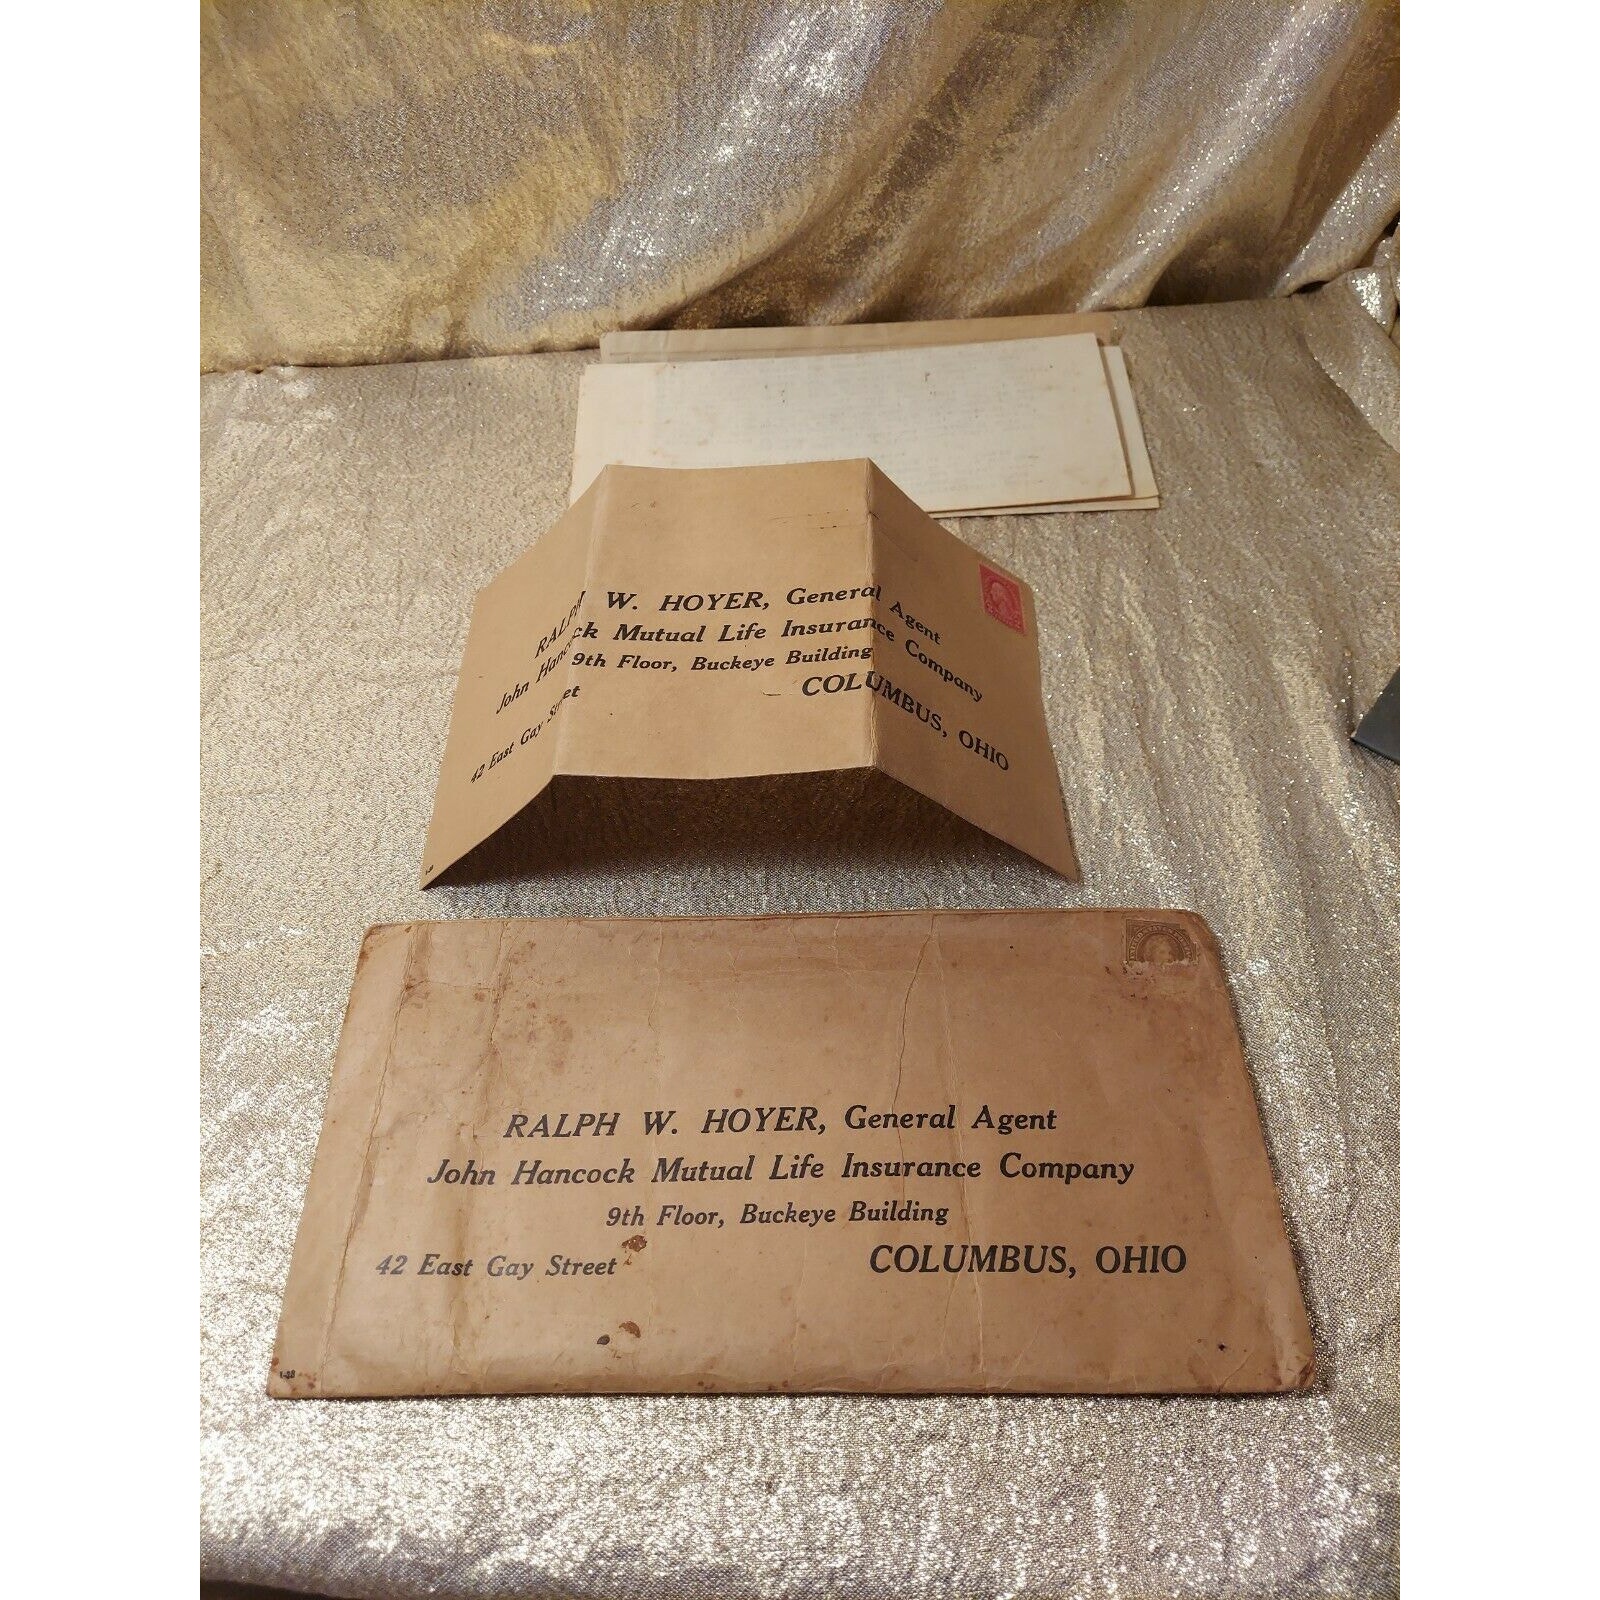 RALPH W. HOYER, General Agent
John Hancock Mutual Life Insurance Company
9th Floor, Buckeye Building
42 East Gay Street COLUMBUS, OHIO
RALPH W. HOYER, General Agent
John Hancock Mutual Life Insurance Company
9th Floor, Buckeye Building
42 East Gay Street COLUMBUS, OHIO